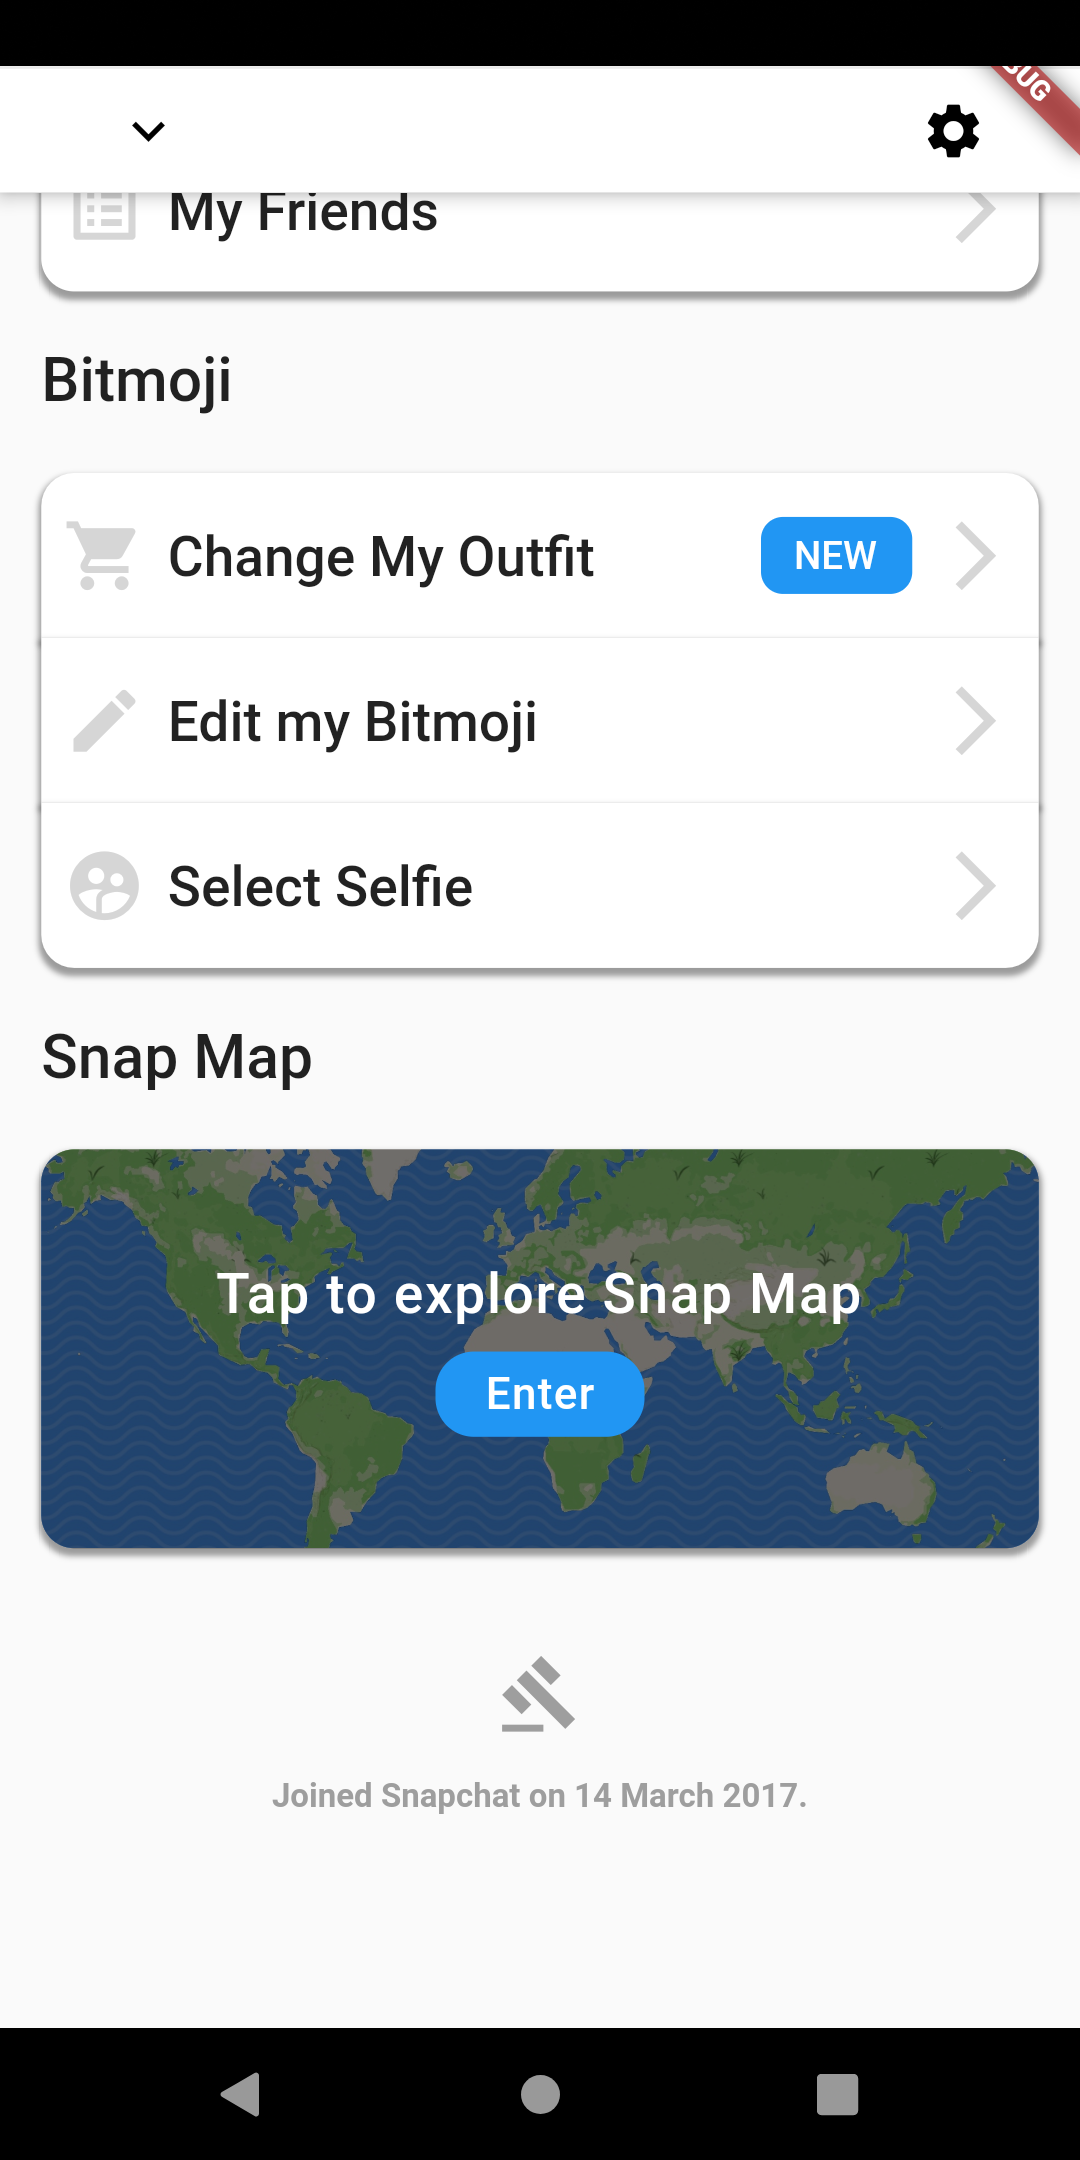 My Friends
Bitmoji
Change My Outfit NEW
Edit my Bitmoji
Select Selfie
Snap Map
Tap to explore Snap Map
Enter
Joined Snapchat on 14 March 2017.